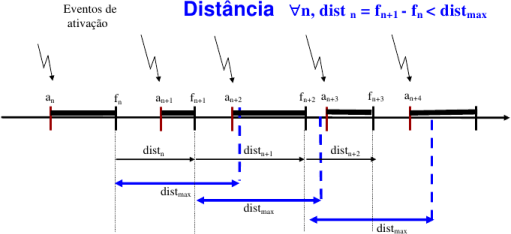 Eventos de
ativação
Distância ∀n, dist n = fn+1 - fn < distmax
an fn an+1 fn+1 an+2 fn+2 an+3 fn+3 an+4
distn distn+1 distn+2
distmax
distmax
distmax